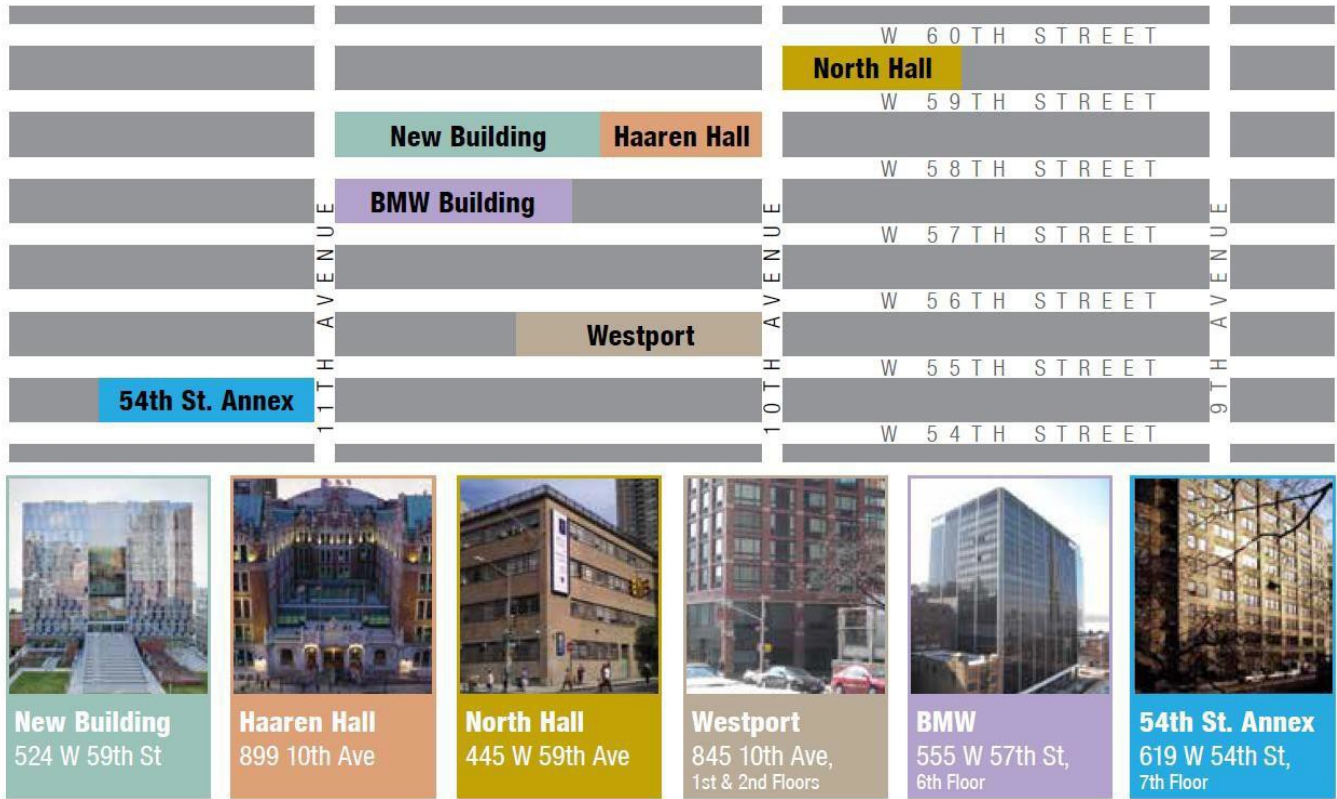 W 60TH STREET
North Hall
W 59TH STREET
New Building
Haaren Hall
W 58TH STREET
BMW Building
W 57TH STREET
11TH AVENUE
10TH AVENUE
9TH AVENUE
W 56TH STREET
Westport
W 55TH STREET
54th St. Annex
W 54TH STREET
New Building
524 W 59th St
Haaren Hall
899 10th Ave
North Hall
445 W 59th Ave
Westport
845 10th Ave,
1st & 2nd Floors
BMW
555 W 57th St,
6th Floor
54th St. Annex
619 W 54th St,
7th Floor